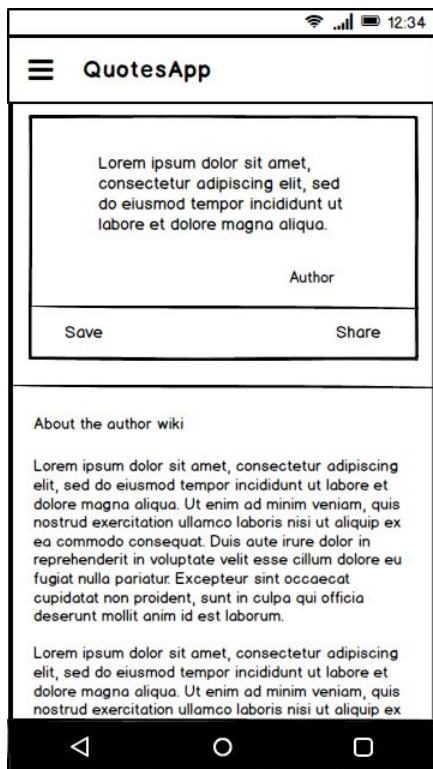 12:34
QuotesApp
Lorem ipsum dolor sit amet,
consectetur adipiscing elit, sed
do eiusmod tempor incididunt ut
labore et dolore magna aliqua.
Author
Save Share
About the author wiki
Lorem ipsum dolor sit amet, consectetur adipiscing
elit, sed do eiusmod tempor incididunt ut labore et
dolore magna aliqua. Ut enim ad minim veniam, quis
nostrud exercitation ullamco laboris nisi ut aliquip ex
ea commodo consequat. Duis aute irure dolor in
reprehenderit in voluptate velit esse cillum dolore eu
fugiat nulla pariatur. Excepteur sint occaecat
cupidatat non proident, sunt in culpa qui officia
deserunt mollit anim id est laborum.
Lorem ipsum dolor sit amet, consectetur adipiscing
elit, sed do eiusmod tempor incididunt ut labore et
dolore magna aliqua. Ut enim ad minim veniam, quis
nostrud exercitation ullamco laboris nisi ut aliquip ex